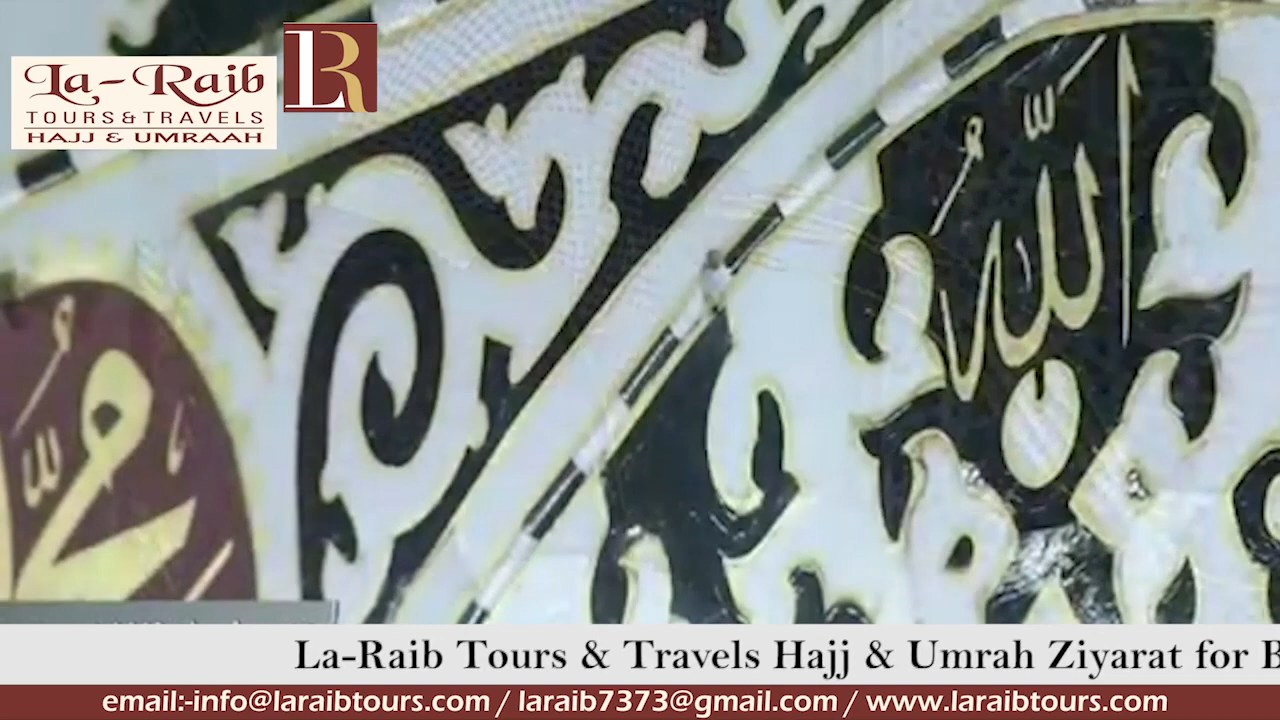 La-Raib
TOURS & TRAVELS
HAJJ & UMRAAH
LR
الله
محمد
La-Raib Tours & Travels Hajj & Umrah Ziyarat for B
email:-info@laraibtours.com / laraib7373@gmail.com / www.laraibtours.com